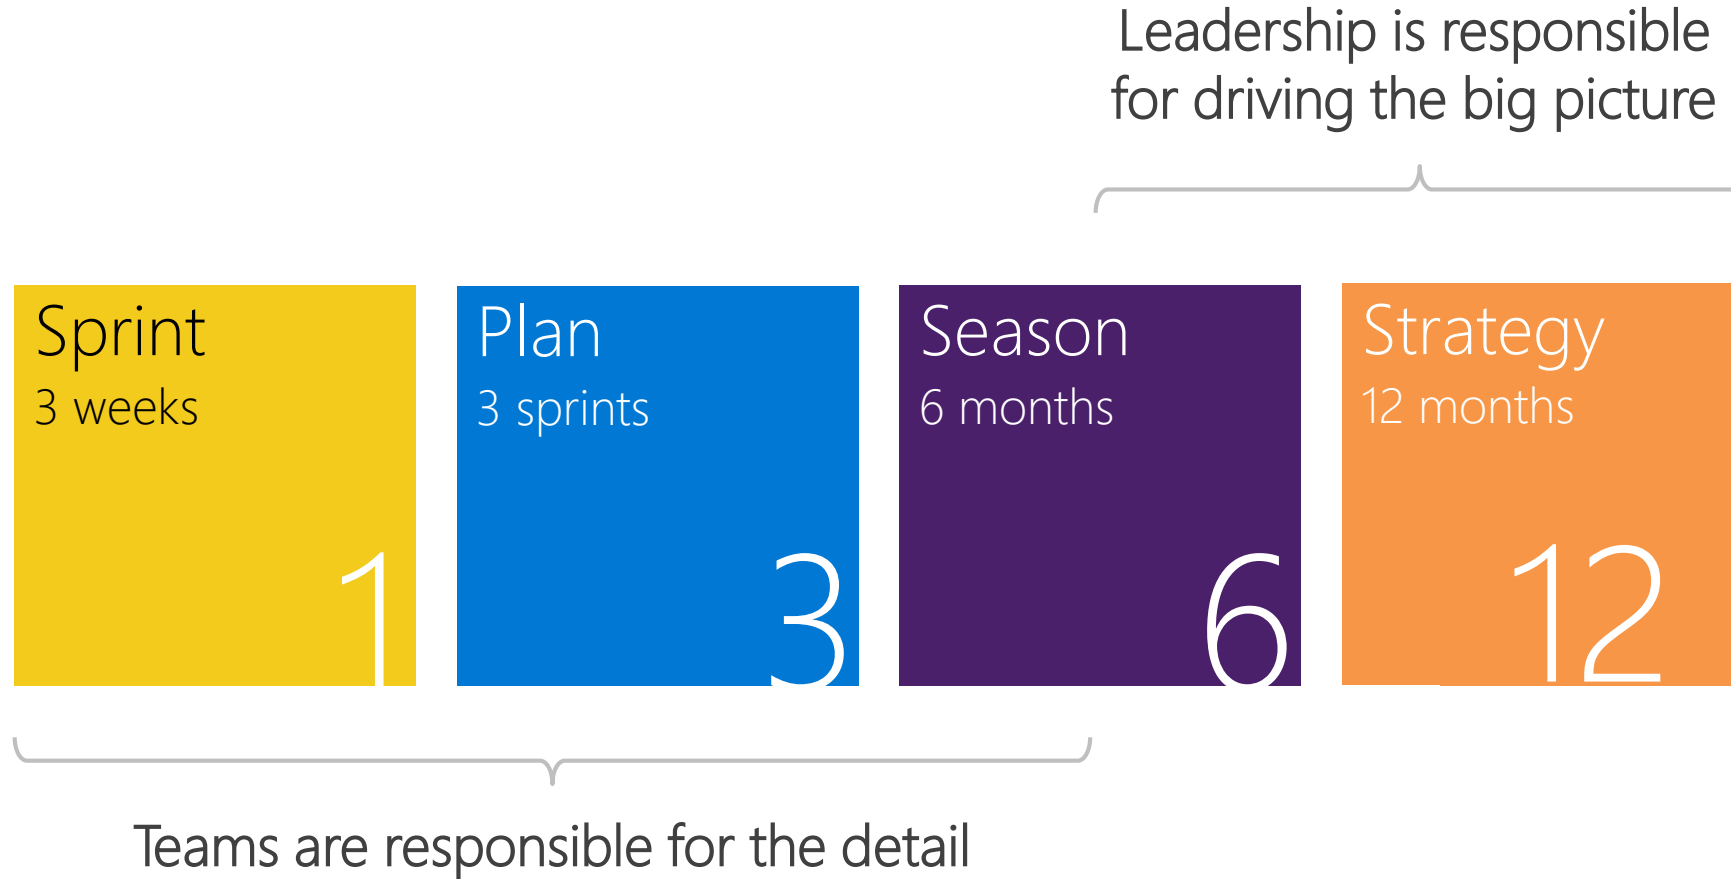 Leadership is responsible
for driving the big picture
Sprint
3 weeks
1
Plan
3 sprints
3
Season
6 months
6
Strategy
12 months
12
Teams are responsible for the detail